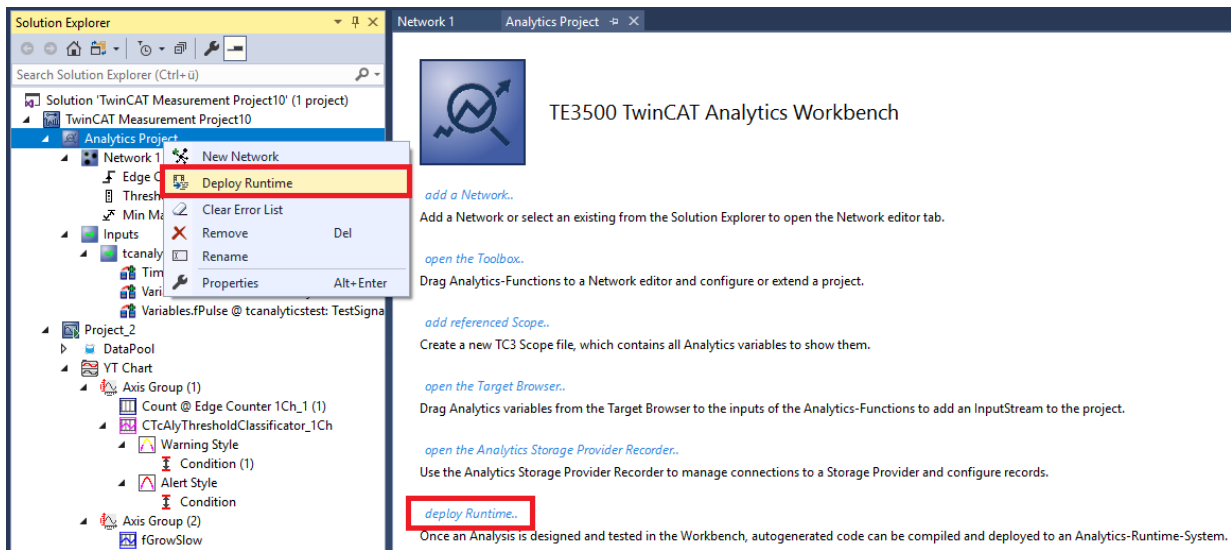 Solution Explorer
Search Solution Explorer (Ctrl+ü)
Solution 'TwinCAT Measurement Project10' (1 project)
TwinCAT Measurement Project10
Analytics Project
Network 1
Edge C
Thresh
Min Ma
Inputs
tcanaly
Tim
Vari
Variables.fPulse @ tcanalyticstest: TestSigna
Project_2
DataPool
YT Chart
Axis Group (1)
Count @ Edge Counter 1Ch_1 (1)
CTcAlyThresholdClassificator_1Ch
Warning Style
Condition (1)
Alert Style
Condition
Axis Group (2)
fGrowSlow
New Network
Deploy Runtime
Clear Error List
Remove Del
Rename
Properties Alt+Enter
Network 1 Analytics Project
TE3500 TwinCAT Analytics Workbench
add a Network..
Add a Network or select an existing from the Solution Explorer to open the Network editor tab.
open the Toolbox..
Drag Analytics-Functions to a Network editor and configure or extend a project.
add referenced Scope..
Create a new TC3 Scope file, which contains all Analytics variables to show them.
open the Target Browser..
Drag Analytics variables from the Target Browser to the inputs of the Analytics-Functions to add an InputStream to the project.
open the Analytics Storage Provider Recorder..
Use the Analytics Storage Provider Recorder to manage connections to a Storage Provider and configure records.
deploy Runtime..
Once an Analysis is designed and tested in the Workbench, autogenerated code can be compiled and deployed to an Analytics-Runtime-System.